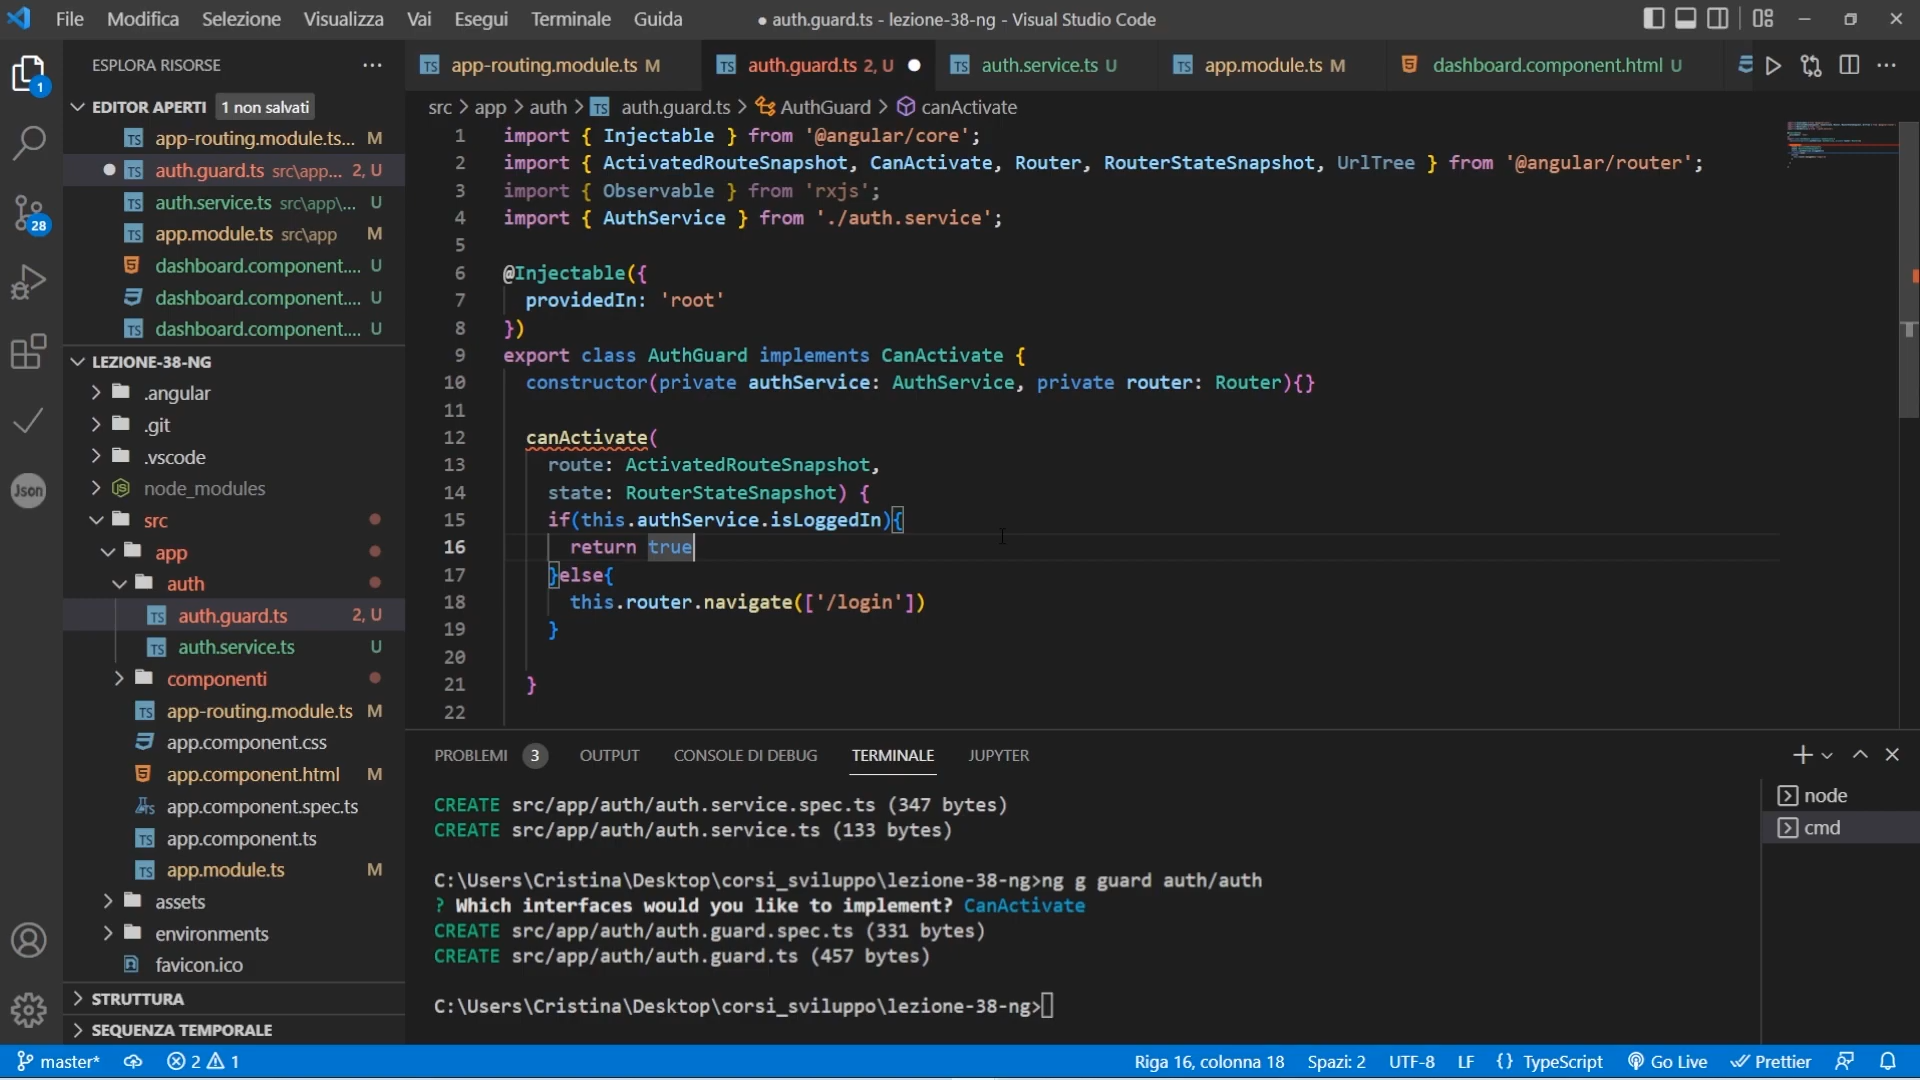 File Modifica Selezione Visualizza Vai Esegui Terminale Guida ● auth.guard.ts - lezione-38-ng - Visual Studio Code
ESPLORA RISORSE ···
app-routing.module.ts M auth.guard.ts 2, U auth.service.ts U app.module.ts M dashboard.component.html U
EDITOR APERTI 1 non salvati
app-routing.module.ts... M
auth.guard.ts src\app... 2, U
auth.service.ts src\app\... U
app.module.ts src\app M
dashboard.component.... U
dashboard.component.... U
dashboard.component.... U
LEZIONE-38-NG
.angular
.git
.vscode
node_modules
src
app
auth
auth.guard.ts 2, U
auth.service.ts U
componenti
app-routing.module.ts M
app.component.css
app.component.html M
app.component.spec.ts
app.component.ts
app.module.ts M
assets
environments
favicon.ico
STRUTTURA
SEQUENZA TEMPORALE
1
28
Json
src > app > auth > TS auth.guard.ts > AuthGuard > canActivate
1 import { Injectable } from '@angular/core';
2 import { ActivatedRouteSnapshot, CanActivate, Router, RouterStateSnapshot, UrlTree } from '@angular/router';
3 import { Observable } from 'rxjs';
4 import { AuthService } from './auth.service';
5
6 @Injectable({
7 providedIn: 'root'
8 })
9 export class AuthGuard implements CanActivate {
10 constructor(private authService: AuthService, private router: Router){}
11
12 canActivate(
13 route: ActivatedRouteSnapshot,
14 state: RouterStateSnapshot) {
15 if(this.authService.isLoggedIn){
16 return true
17 }else{
18 this.router.navigate(['/login'])
19 }
20
21 }
22
PROBLEMI 3 OUTPUT CONSOLE DI DEBUG TERMINALE JUPYTER
CREATE src/app/auth/auth.service.spec.ts (347 bytes)
CREATE src/app/auth/auth.service.ts (133 bytes)
C:\Users\Cristina\Desktop\corsi_sviluppo\lezione-38-ng>ng g guard auth/auth
? Which interfaces would you like to implement? CanActivate
CREATE src/app/auth/auth.guard.spec.ts (331 bytes)
CREATE src/app/auth/auth.guard.ts (457 bytes)
C:\Users\Cristina\Desktop\corsi_sviluppo\lezione-38-ng>
node
cmd
master* 2 1 Riga 16, colonna 18 Spazi: 2 UTF-8 LF {} TypeScript Go Live Prettier